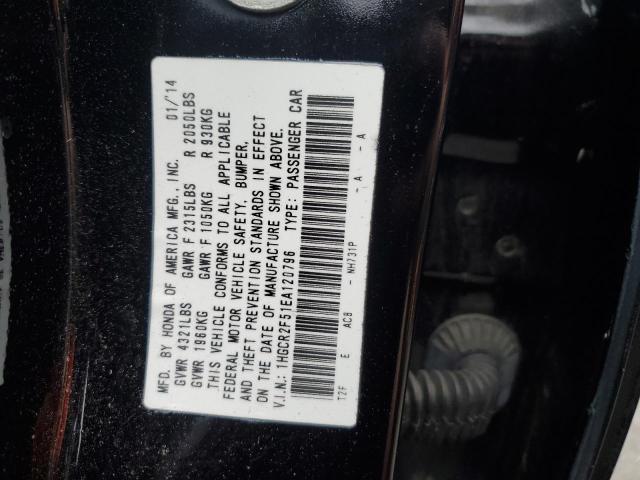 MFD. BY HONDA OF AMERICA MFG., INC. 01/'14
GVWR 4321LBS GAWR F 2315LBS R 2050LBS
GVWR 1960KG GAWR F 1050KG R 930KG
THIS VEHICLE CONFORMS TO ALL APPLICABLE
FEDERAL MOTOR VEHICLE SAFETY, BUMPER,
AND THEFT PREVENTION STANDARDS IN EFFECT
ON THE DATE OF MANUFACTURE SHOWN ABOVE.
V.I.N.: 1HGCR2F51EA120796 TYPE: PASSENGER CAR
T2F E AC8 - NH731P - A - A